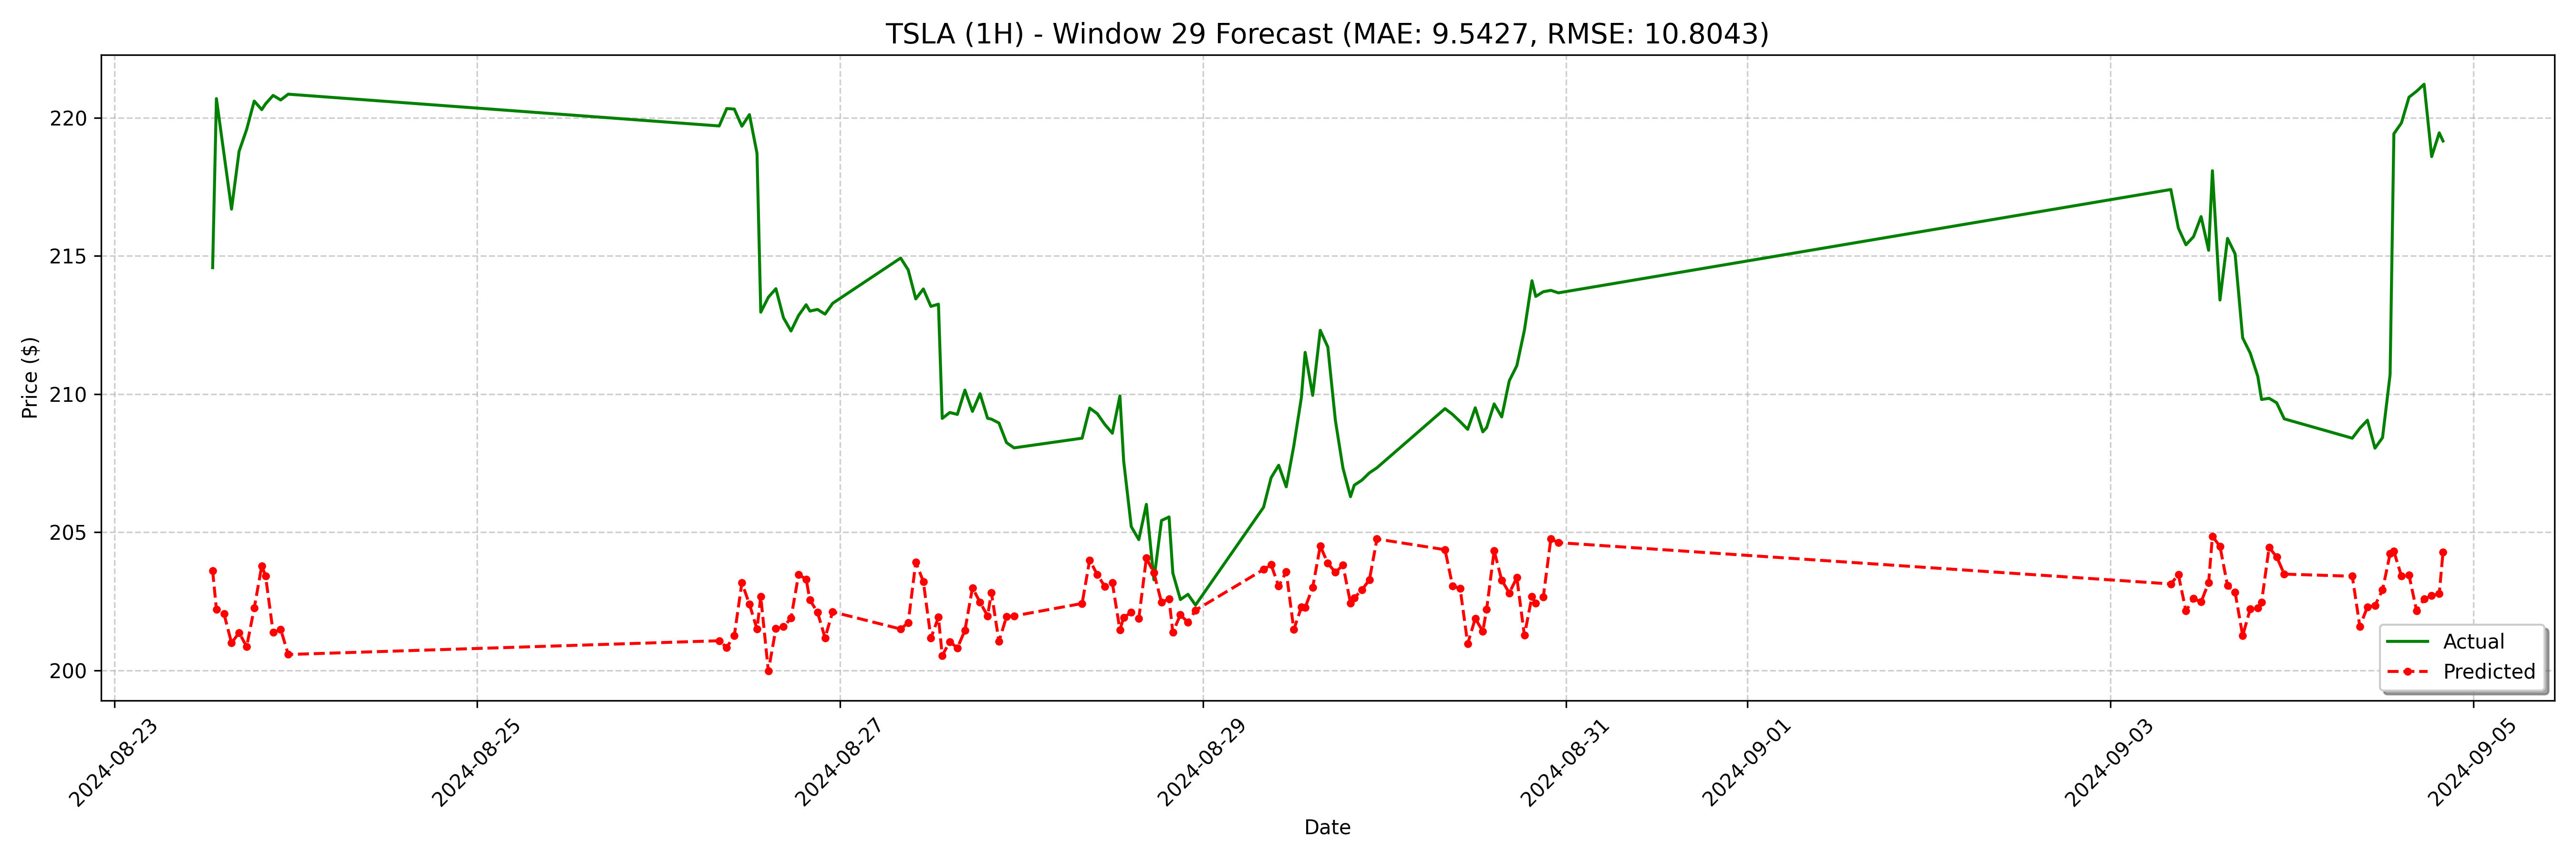 TSLA (1H) - Window 29 Forecast (MAE: 9.5427, RMSE: 10.8043)
Price ($)
220
215
210
205
200
Actual
Predicted
2024-08-23
2024-08-25
2024-08-27
2024-08-29
2024-08-31
2024-09-01
2024-09-03
2024-09-05
Date